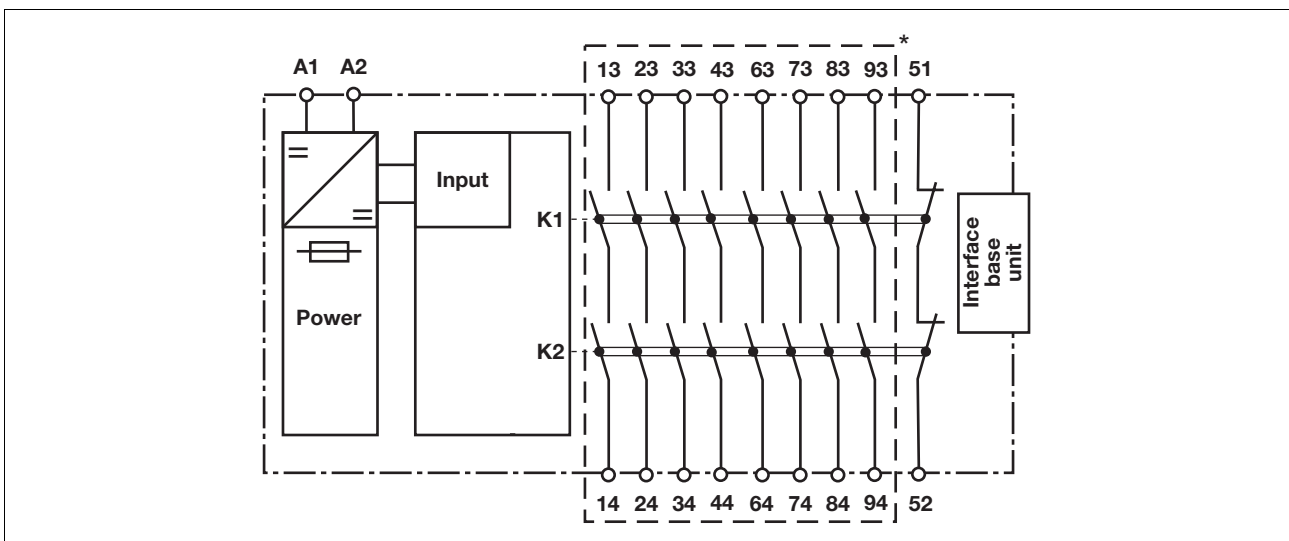 *
A1 A2 13 23 33 43 63 73 83 93 51
Input
K1
Interface
base
unit
Power
K2
14 24 34 44 64 74 84 94 52